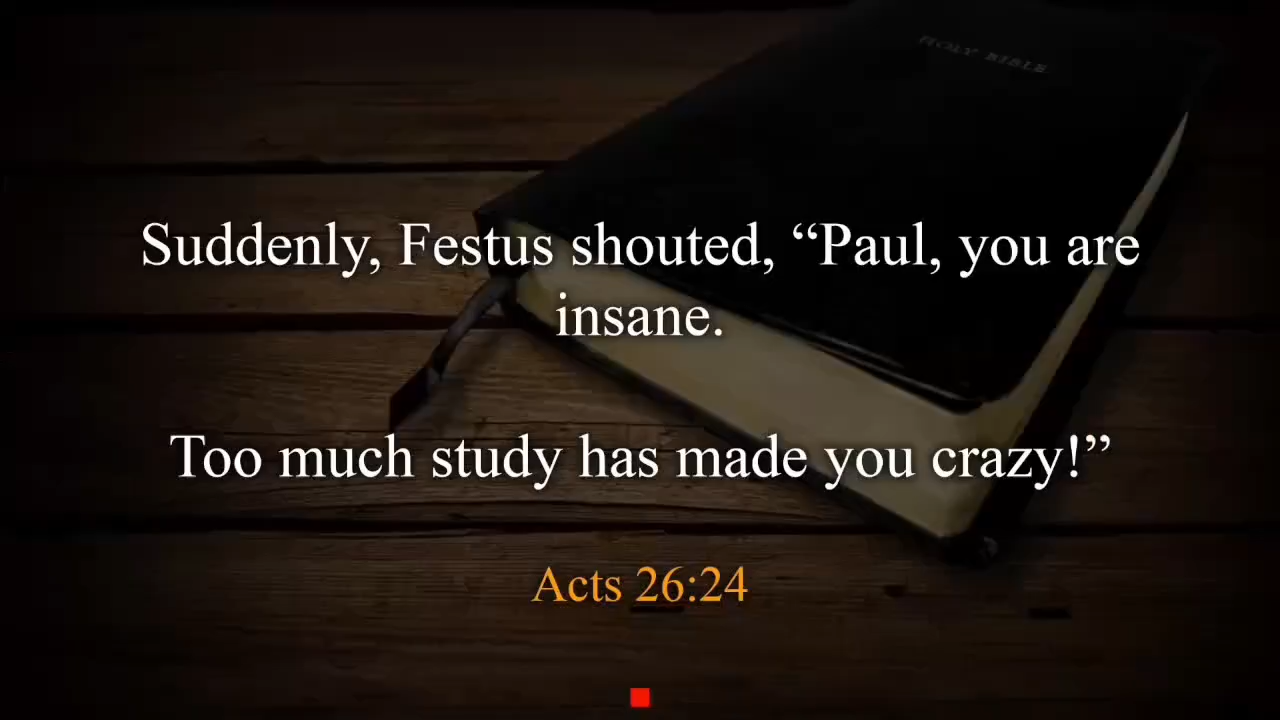 HOLY BIBLE
Suddenly, Festus shouted, “Paul, you are
insane.
Too much study has made you crazy!”
Acts 26:24